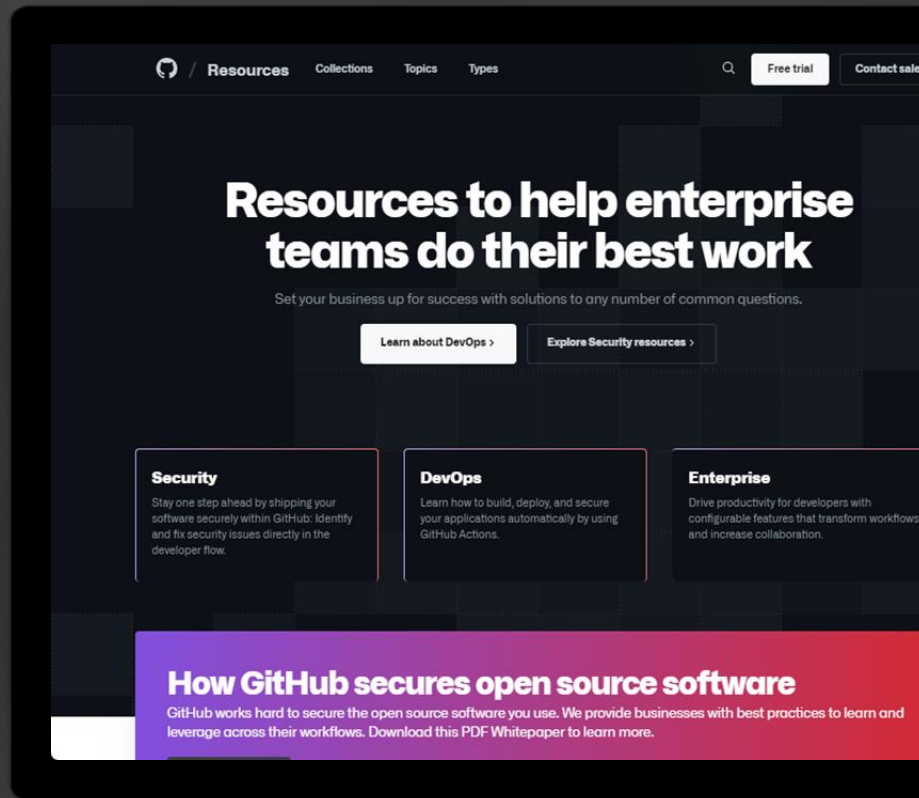 / Resources Collections Topics Types Free trial Contact sale
Resources to help enterprise
teams do their best work
Set your business up for success with solutions to any number of common questions.
Learn about DevOps › Explore Security resources ›
Security
Stay one step ahead by shipping your
software securely within GitHub: Identify
and fix security issues directly in the
developer flow.
DevOps
Learn how to build, deploy, and secure
your applications automatically by using
GitHub Actions.
Enterprise
Drive productivity for developers with
configurable features that transform workflows
and increase collaboration.
How GitHub secures open source software
GitHub works hard to secure the open source software you use. We provide businesses with best practices to learn and
leverage across their workflows. Download this PDF Whitepaper to learn more.